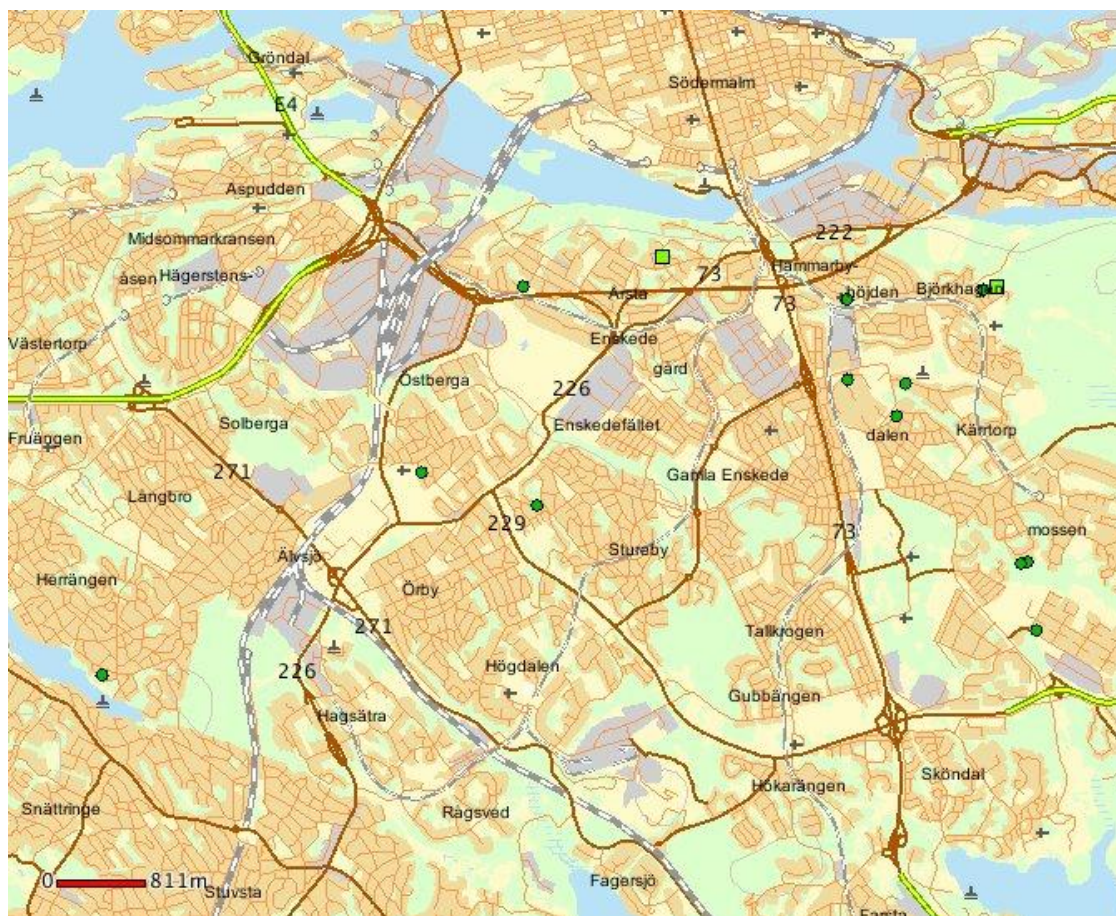 Gröndal
Södermalm
E4
Aspudden
Midsommarkransen
222
Hammarby-
åsen
Hägerstens-
73
Årsta
73
höjden
Björkhagen
Västertorp
Enskede
gård
Östberga
226
Solberga
Enskedefältet
dalen
Kärrtorp
Fruängen
271
Långbro
Gamla Enskede
229
73
mossen
Stureby
Älvsjö
Herrängen
Örby
271
Tallkrogen
Högdalen
226
Gubbängen
Hagsätra
Sköndal
Hökarängen
Snättringe
Rågsved
0 811m
Stuvsta
Fagersjö
Farsta